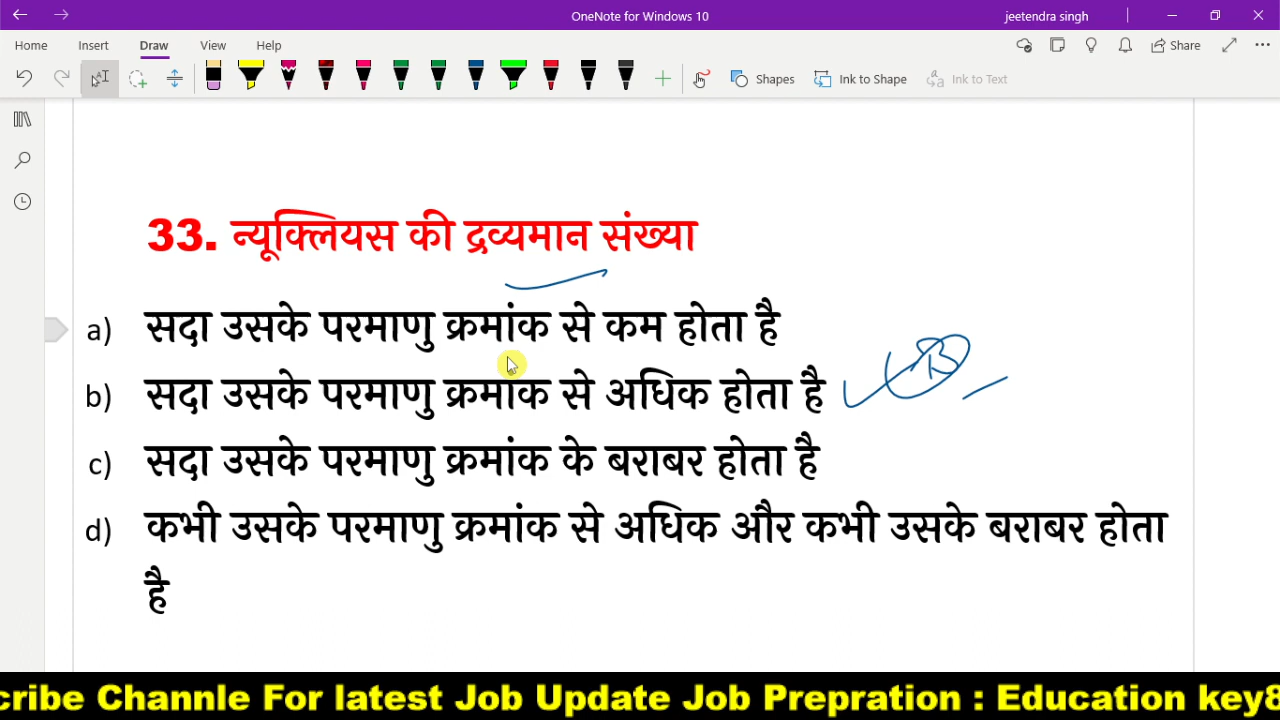 OneNote for Windows 10
jeetendra singh
Home Insert Draw View Help
Share
Shapes Ink to Shape Ink to Text
33. न्यूक्लियस की द्रव्यमान संख्या
a) सदा उसके परमाणु क्रमांक से कम होता है
b) सदा उसके परमाणु क्रमांक से अधिक होता है B
c) सदा उसके परमाणु क्रमांक के बराबर होता है
d) कभी उसके परमाणु क्रमांक से अधिक और कभी उसके बराबर होता
है
cribe Channle For latest Job Update Job Prepration : Education key8